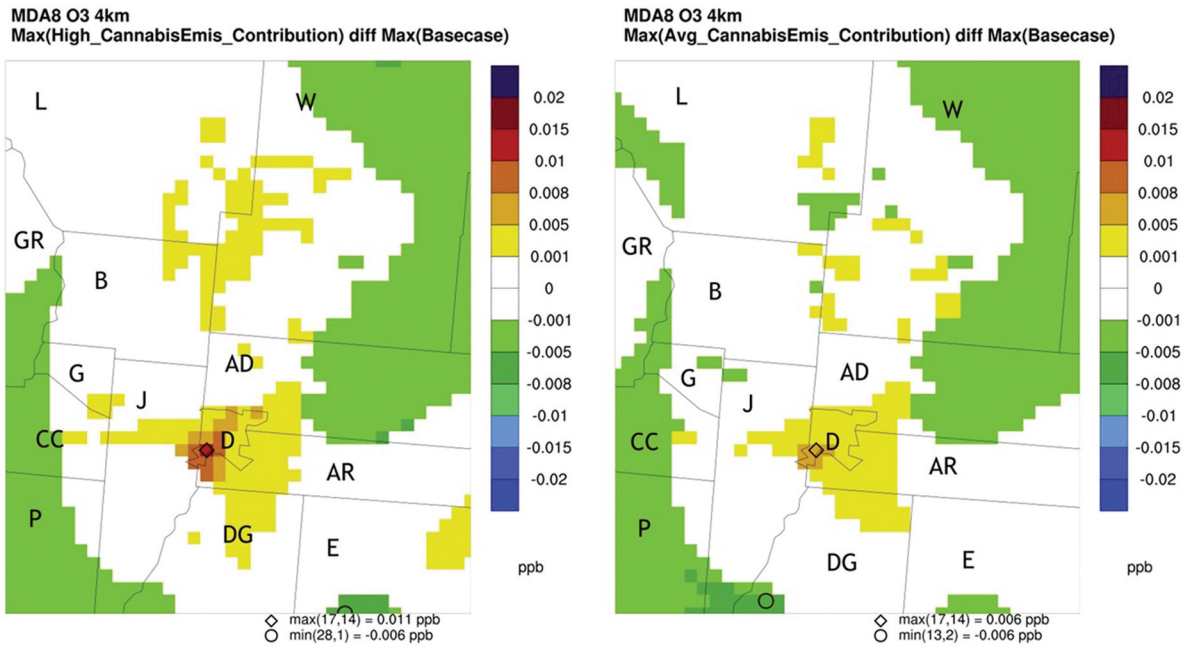 MDA8 O3 4km
Max(High_CannabisEmis_Contribution) diff Max(Basecase)
L
W
GR
B
G
AD
J
CC
D
AR
P
DG
E
0.02
0.015
0.01
0.008
0.005
0.001
0
-0.001
-0.005
-0.008
-0.01
-0.015
-0.02
ppb
max(17,14) = 0.011 ppb
min(28,1) = -0.006 ppb
MDA8 O3 4km
Max(Avg_CannabisEmis_Contribution) diff Max(Basecase)
L
W
GR
B
G
AD
J
CC
D
AR
P
DG
E
0.02
0.015
0.01
0.008
0.005
0.001
0
-0.001
-0.005
-0.008
-0.01
-0.015
-0.02
ppb
max(17,14) = 0.006 ppb
min(13,2) = -0.006 ppb